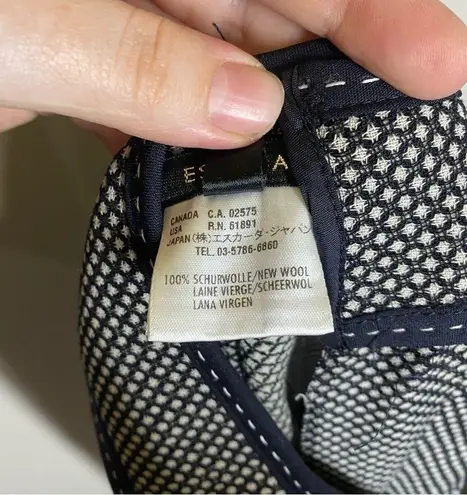 CANADA C.A. 02575
USA R.N. 61891
JAPAN (株)エスカーダ・ジャパン
TEL. 03-5786-6860
100% SCHURWOLLE/NEW WOOL
LAINE VIERGE/SCHEERWOL
LANA VIRGEN